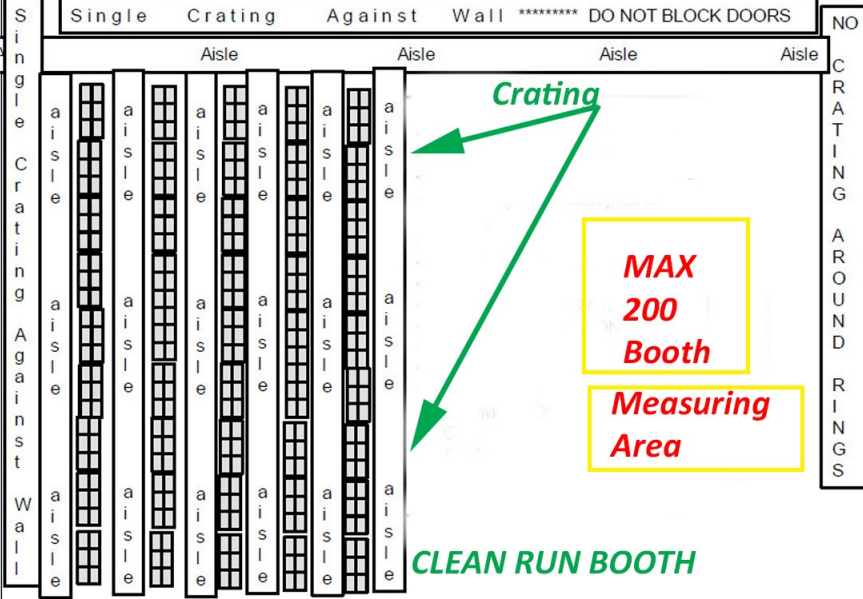 Single Crating Against Wall ********* DO NOT BLOCK DOORS
NO CRATING AROUND RINGS
Single Crating Against Wall
Aisle Aisle Aisle Aisle
aisle aisle aisle aisle aisle aisle
aisle aisle aisle aisle aisle aisle
aisle aisle aisle aisle aisle aisle
Crating
MAX
200
Booth
Measuring
Area
CLEAN RUN BOOTH